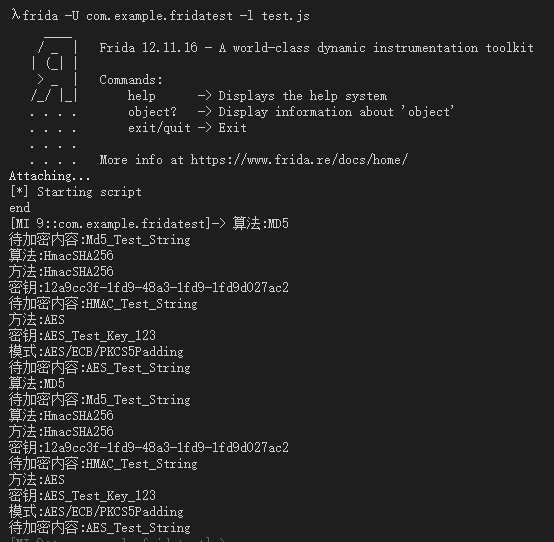 λ frida -U com.example.fridatest -l test.js
     ____
    / _  |   Frida 12.11.16 - A world-class dynamic instrumentation toolkit
   | (_| |
    > _  |   Commands:
   /_/ |_|       help      -> Displays the help system
   . . . .       object?   -> Display information about 'object'
   . . . .       exit/quit -> Exit
   . . . .
   . . . .   More info at https://www.frida.re/docs/home/
Attaching...
[*] Starting script
end
[MI 9::com.example.fridatest]-> 算法:MD5
待加密内容:Md5_Test_String
算法:HmacSHA256
方法:HmacSHA256
密钥:12a9cc3f-1fd9-48a3-1fd9-1fd9d027ac2
待加密内容:HMAC_Test_String
方法:AES
密钥:AES_Test_Key_123
模式:AES/ECB/PKCS5Padding
待加密内容:AES_Test_String
算法:MD5
待加密内容:Md5_Test_String
算法:HmacSHA256
方法:HmacSHA256
密钥:12a9cc3f-1fd9-48a3-1fd9-1fd9d027ac2
待加密内容:HMAC_Test_String
方法:AES
密钥:AES_Test_Key_123
模式:AES/ECB/PKCS5Padding
待加密内容:AES_Test_String